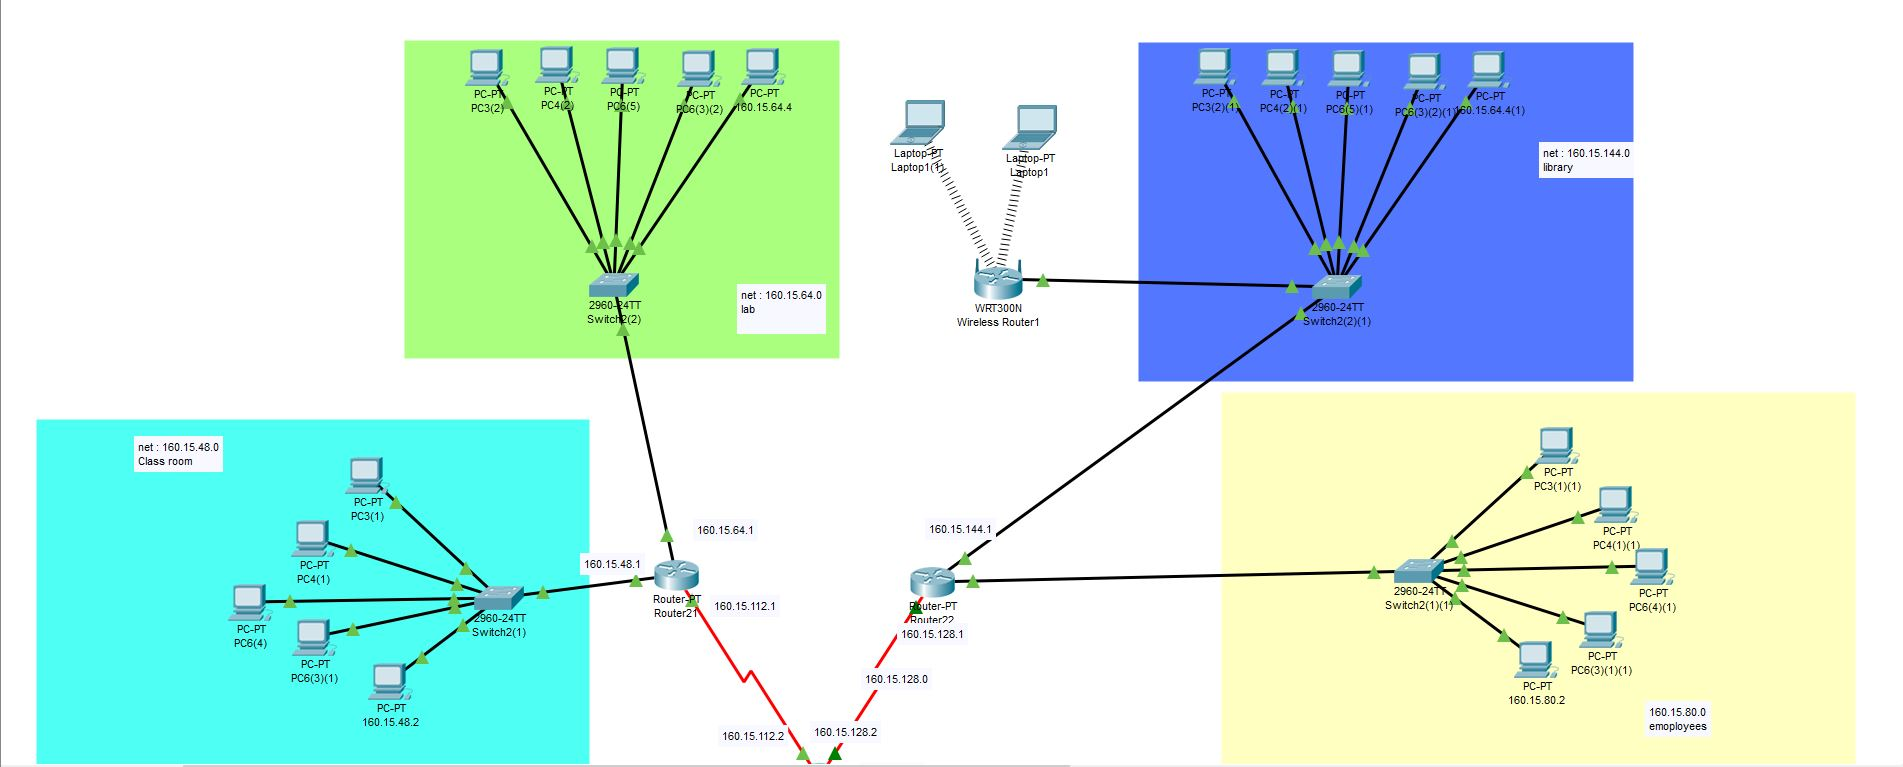 PC-PT
PC3(2)
PC-PT
PC4(2)
PC-PT
PC6(5)
PC-PT
PC6(3)(2)
PC-PT
160.15.64.4
2960-24TT
Switch2(2)
net : 160.15.64.0
lab
Laptop-PT
Laptop1(1)
Laptop-PT
Laptop1
WRT300N
Wireless Router1
PC-PT
PC3(2)(1)
PC-PT
PC4(2)(1)
PC-PT
PC6(5)(1)
PC-PT
PC6(3)(2)(1)
PC-PT
160.15.64.4(1)
net : 160.15.144.0
library
2960-24TT
Switch2(2)(1)
net : 160.15.48.0
Class room
PC-PT
PC3(1)
PC-PT
PC4(1)
PC-PT
PC6(4)
PC-PT
PC6(3)(1)
PC-PT
160.15.48.2
2960-24TT
Switch2(1)
160.15.48.1
160.15.64.1
Router-PT
Router21
160.15.112.1
160.15.112.2
160.15.144.1
Router-PT
Router22
160.15.128.1
160.15.128.0
160.15.128.2
2960-24TT
Switch2(1)(1)
PC-PT
PC3(1)(1)
PC-PT
PC4(1)(1)
PC-PT
PC6(4)(1)
PC-PT
PC6(3)(1)(1)
PC-PT
160.15.80.2
160.15.80.0
emoployees